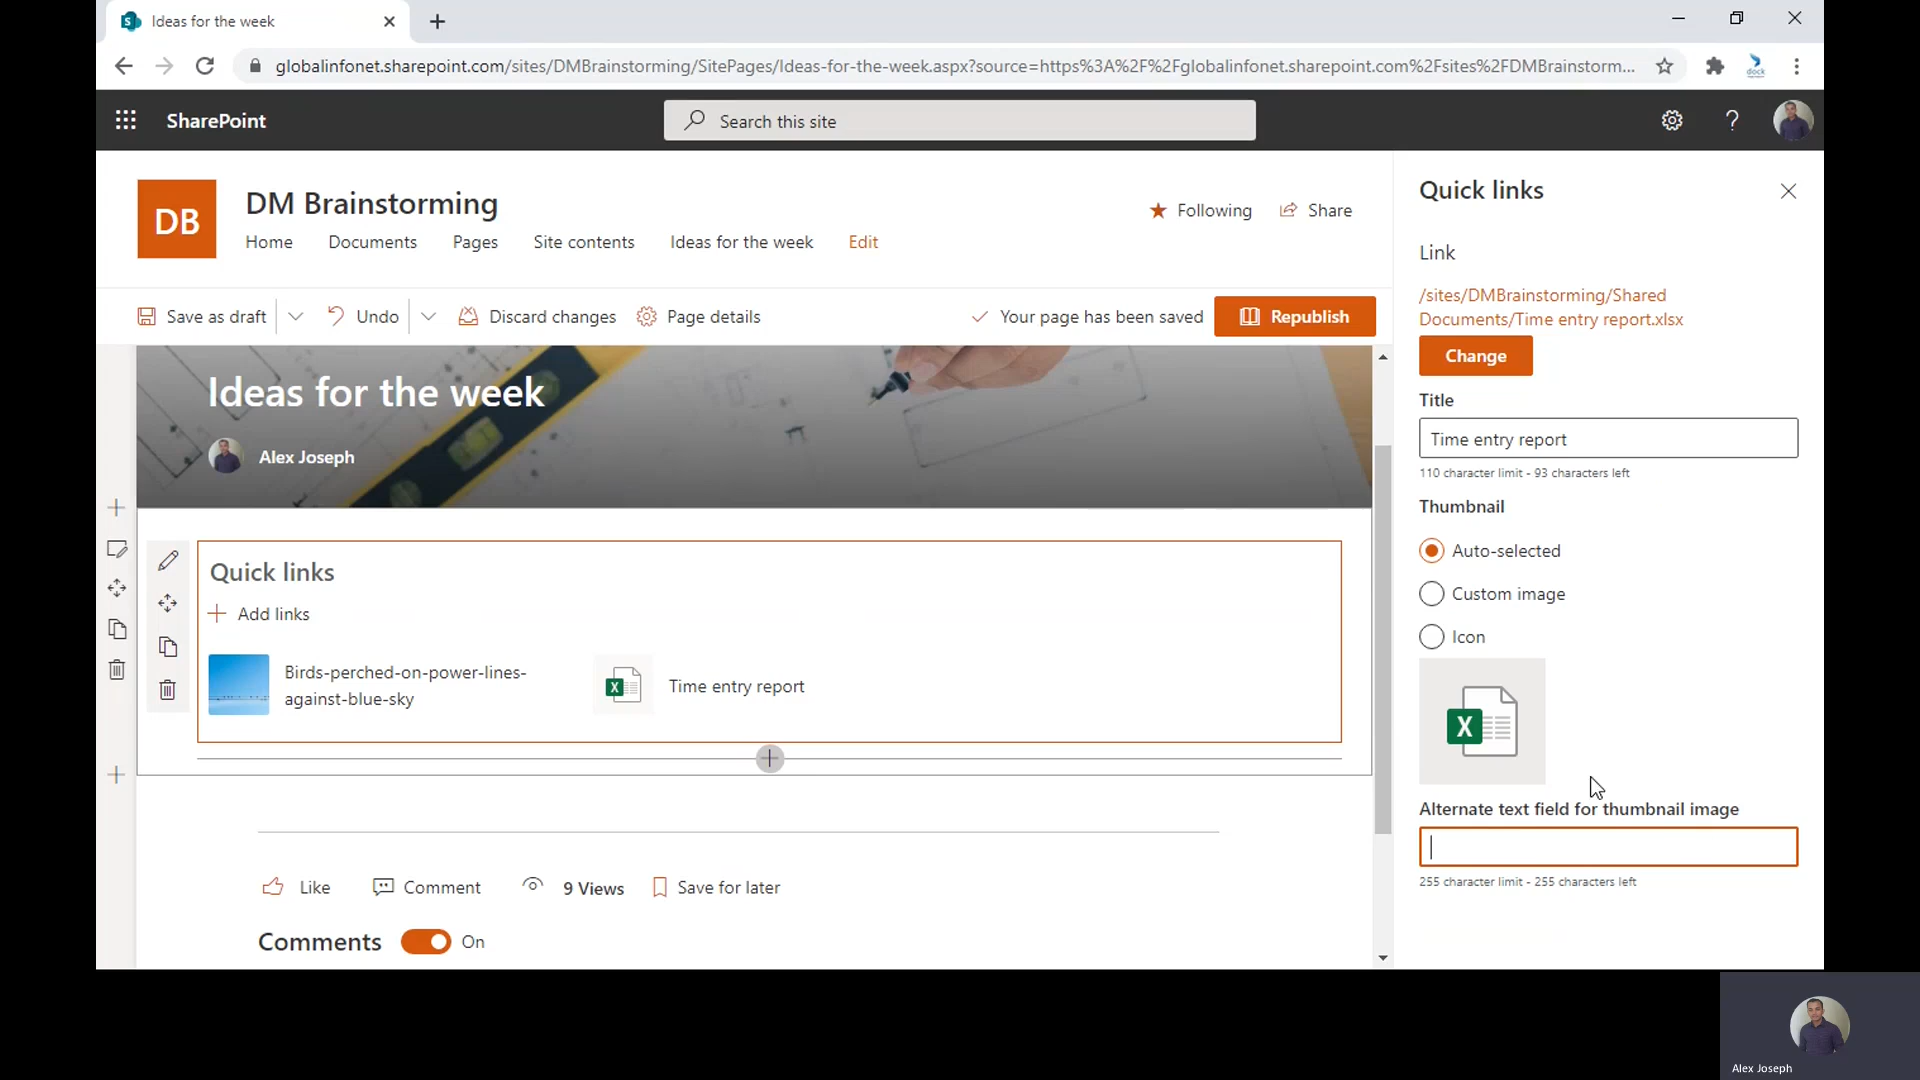 Ideas for the week
globalinfonet.sharepoint.com/sites/DMBrainstorming/SitePages/Ideas-for-the-week.aspx?source=https%3A%2F%2Fglobalinfonet.sharepoint.com%2Fsites%2FDMBrainstorm...
dock
SharePoint
Search this site
?
DB
DM Brainstorming
Following
Share
Home
Documents
Pages
Site contents
Ideas for the week
Edit
Save as draft
Undo
Discard changes
Page details
Your page has been saved
Republish
Ideas for the week
Alex Joseph
Quick links
Add links
Birds-perched-on-power-lines-
against-blue-sky
Time entry report
Like
Comment
9 Views
Save for later
Comments
On
Quick links
Link
/sites/DMBrainstorming/Shared
Documents/Time entry report.xlsx
Change
Title
Time entry report
110 character limit - 93 characters left
Thumbnail
Auto-selected
Custom image
Icon
Alternate text field for thumbnail image
255 character limit - 255 characters left
Alex Joseph